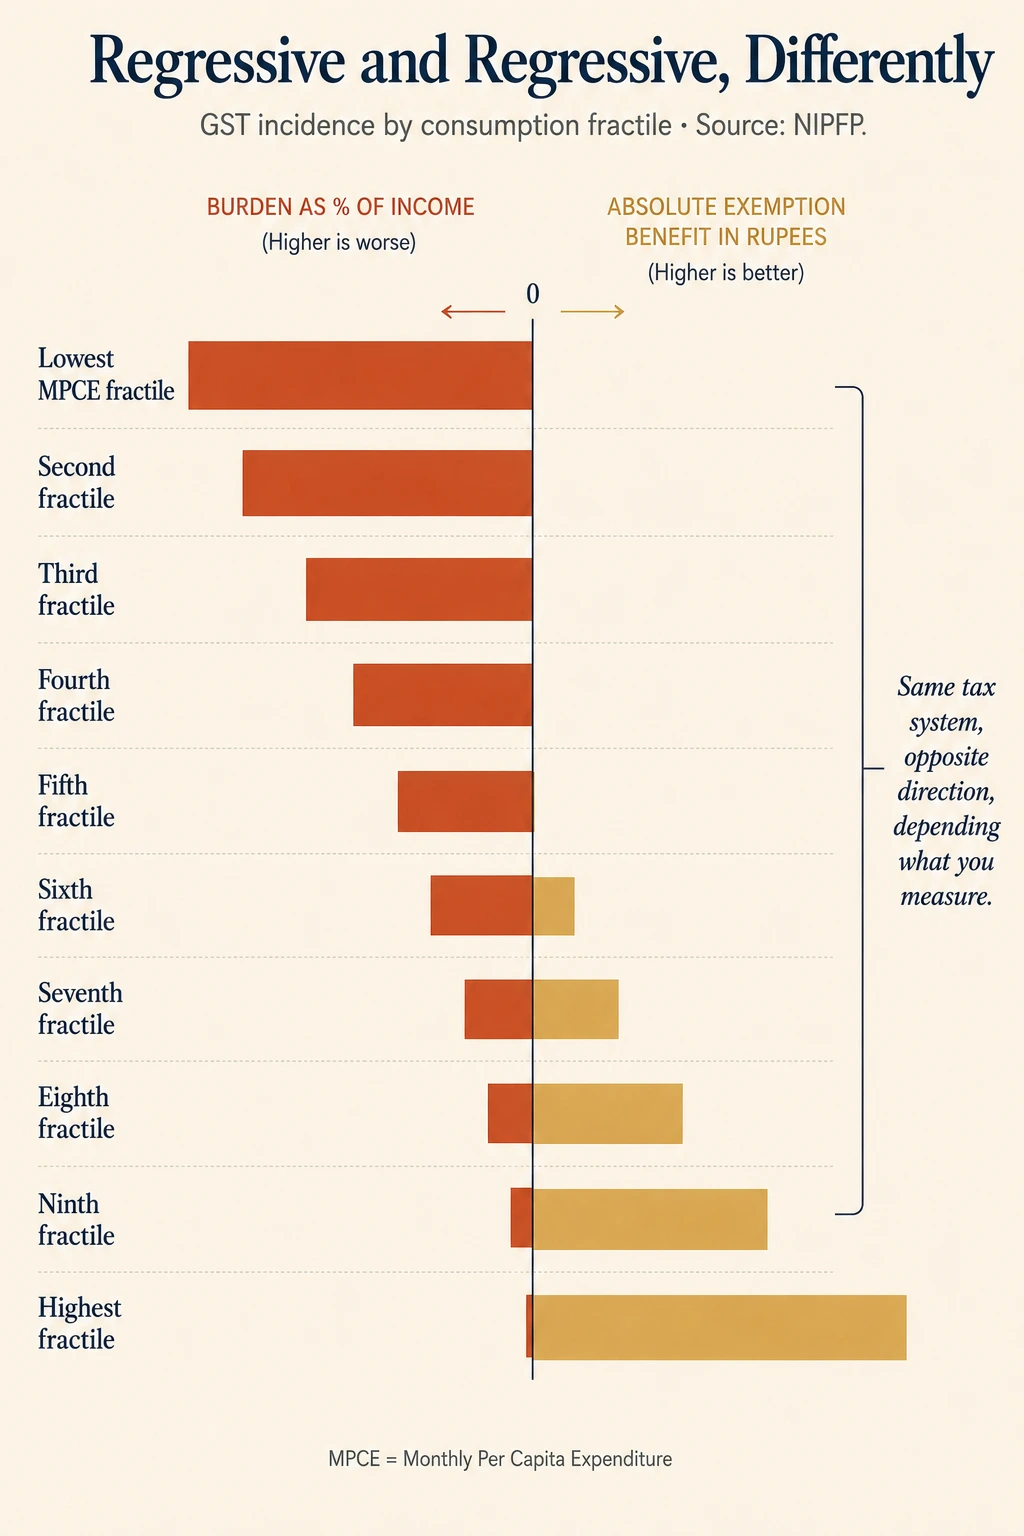 Regressive and Regressive, Differently
GST incidence by consumption fractile • Source: NIPFP.
BURDEN AS % OF INCOME
(Higher is worse)
ABSOLUTE EXEMPTION
BENEFIT IN RUPEES
(Higher is better)
0
Lowest
MPCE fractile
Second
fractile
Third
fractile
Fourth
fractile
Fifth
fractile
Sixth
fractile
Seventh
fractile
Eighth
fractile
Ninth
fractile
Highest
fractile
Same tax
system,
opposite
direction,
depending
what you
measure.
MPCE = Monthly Per Capita Expenditure